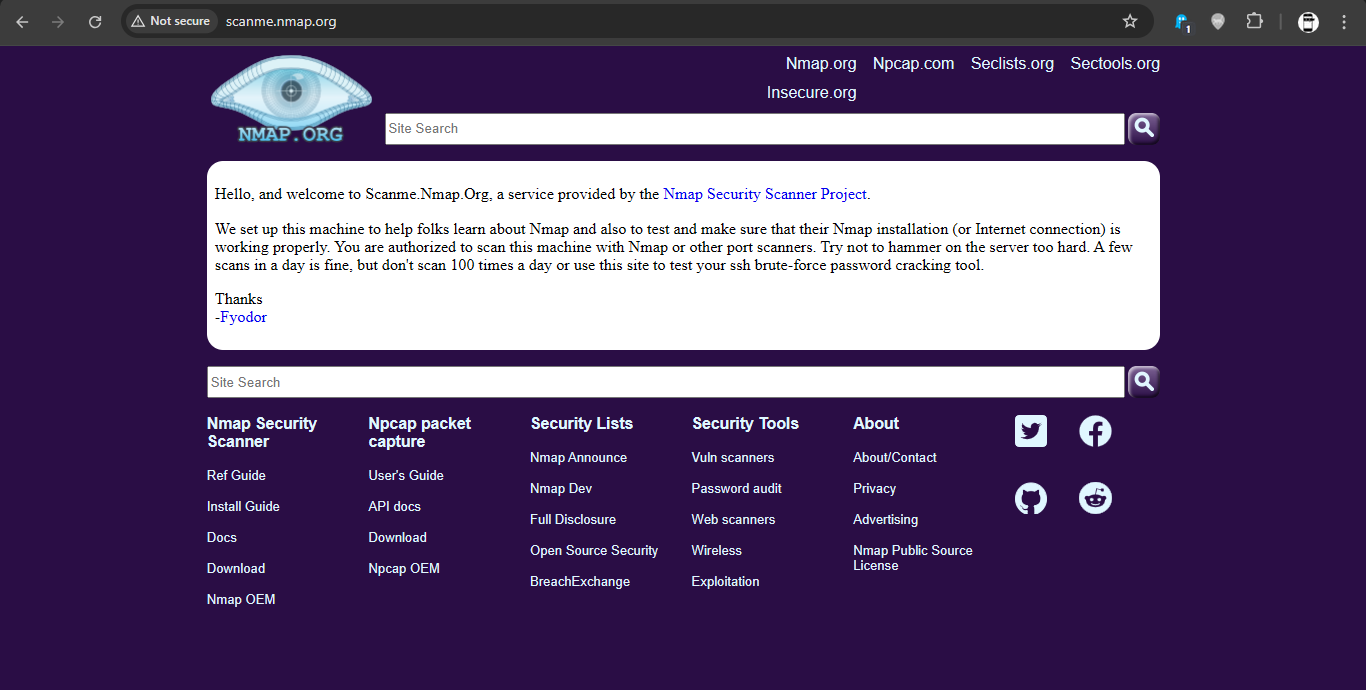 Not secure scanme.nmap.org
1
Nmap.org Npcap.com Seclists.org Sectools.org
Insecure.org
NMAP.ORG
Site Search
Hello, and welcome to Scanme.Nmap.Org, a service provided by the Nmap Security Scanner Project.
We set up this machine to help folks learn about Nmap and also to test and make sure that their Nmap installation (or Internet connection) is
working properly. You are authorized to scan this machine with Nmap or other port scanners. Try not to hammer on the server too hard. A few
scans in a day is fine, but don't scan 100 times a day or use this site to test your ssh brute-force password cracking tool.
Thanks
-Fyodor
Site Search
Nmap Security
Scanner
Ref Guide
Install Guide
Docs
Download
Nmap OEM
Npcap packet
capture
User's Guide
API docs
Download
Npcap OEM
Security Lists
Nmap Announce
Nmap Dev
Full Disclosure
Open Source Security
BreachExchange
Security Tools
Vuln scanners
Password audit
Web scanners
Wireless
Exploitation
About
About/Contact
Privacy
Advertising
Nmap Public Source
License